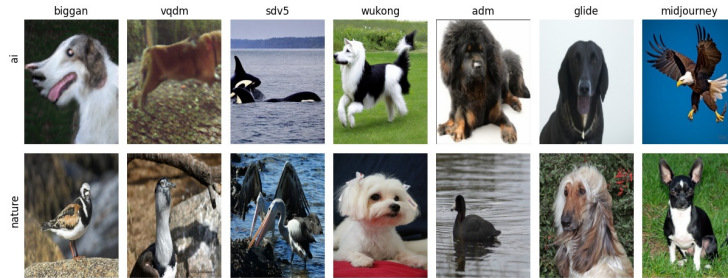 biggan
vqdm
sdv5
wukong
adm
glide
midjourney
ai
nature